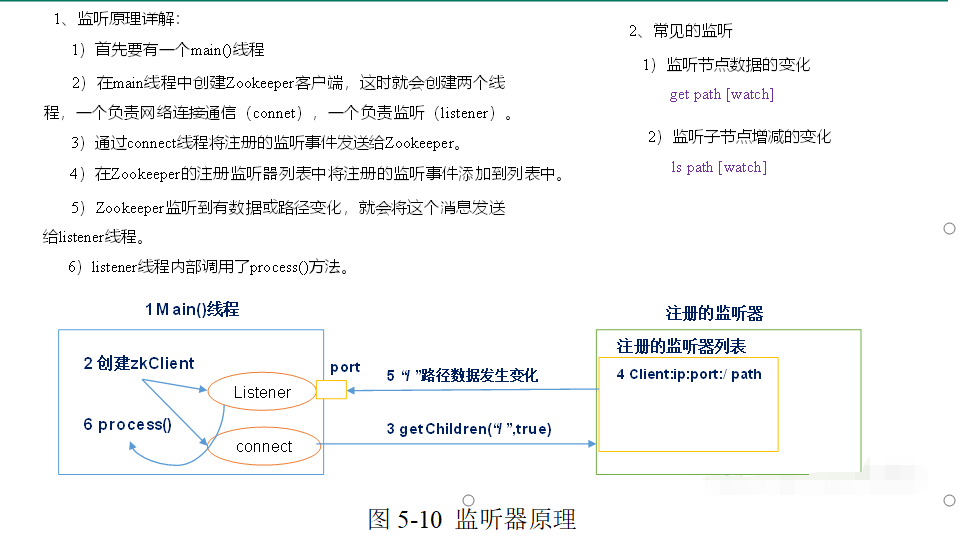 1、监听原理详解：
1）首先要有一个main()线程
2）在main线程中创建Zookeeper客户端，这时就会创建两个线
程，一个负责网络连接通信（connet），一个负责监听（listener）。
3）通过connect线程将注册的监听事件发送给Zookeeper。
4）在Zookeeper的注册监听器列表中将注册的监听事件添加到列表中。
5）Zookeeper监听到有数据或路径变化，就会将这个消息发送
给listener线程。
6）listener线程内部调用了process()方法。
2、常见的监听
1）监听节点数据的变化
get path [watch]
2）监听子节点增减的变化
ls path [watch]
1 Main()线程
2 创建zkClient
Listener
6 process()
connect
port
5 “/ ”路径数据发生变化
3 getChildren(“/ ”,true)
注册的监听器
注册的监听器列表
4 Client:ip:port:/ path
图 5-10 监听器原理